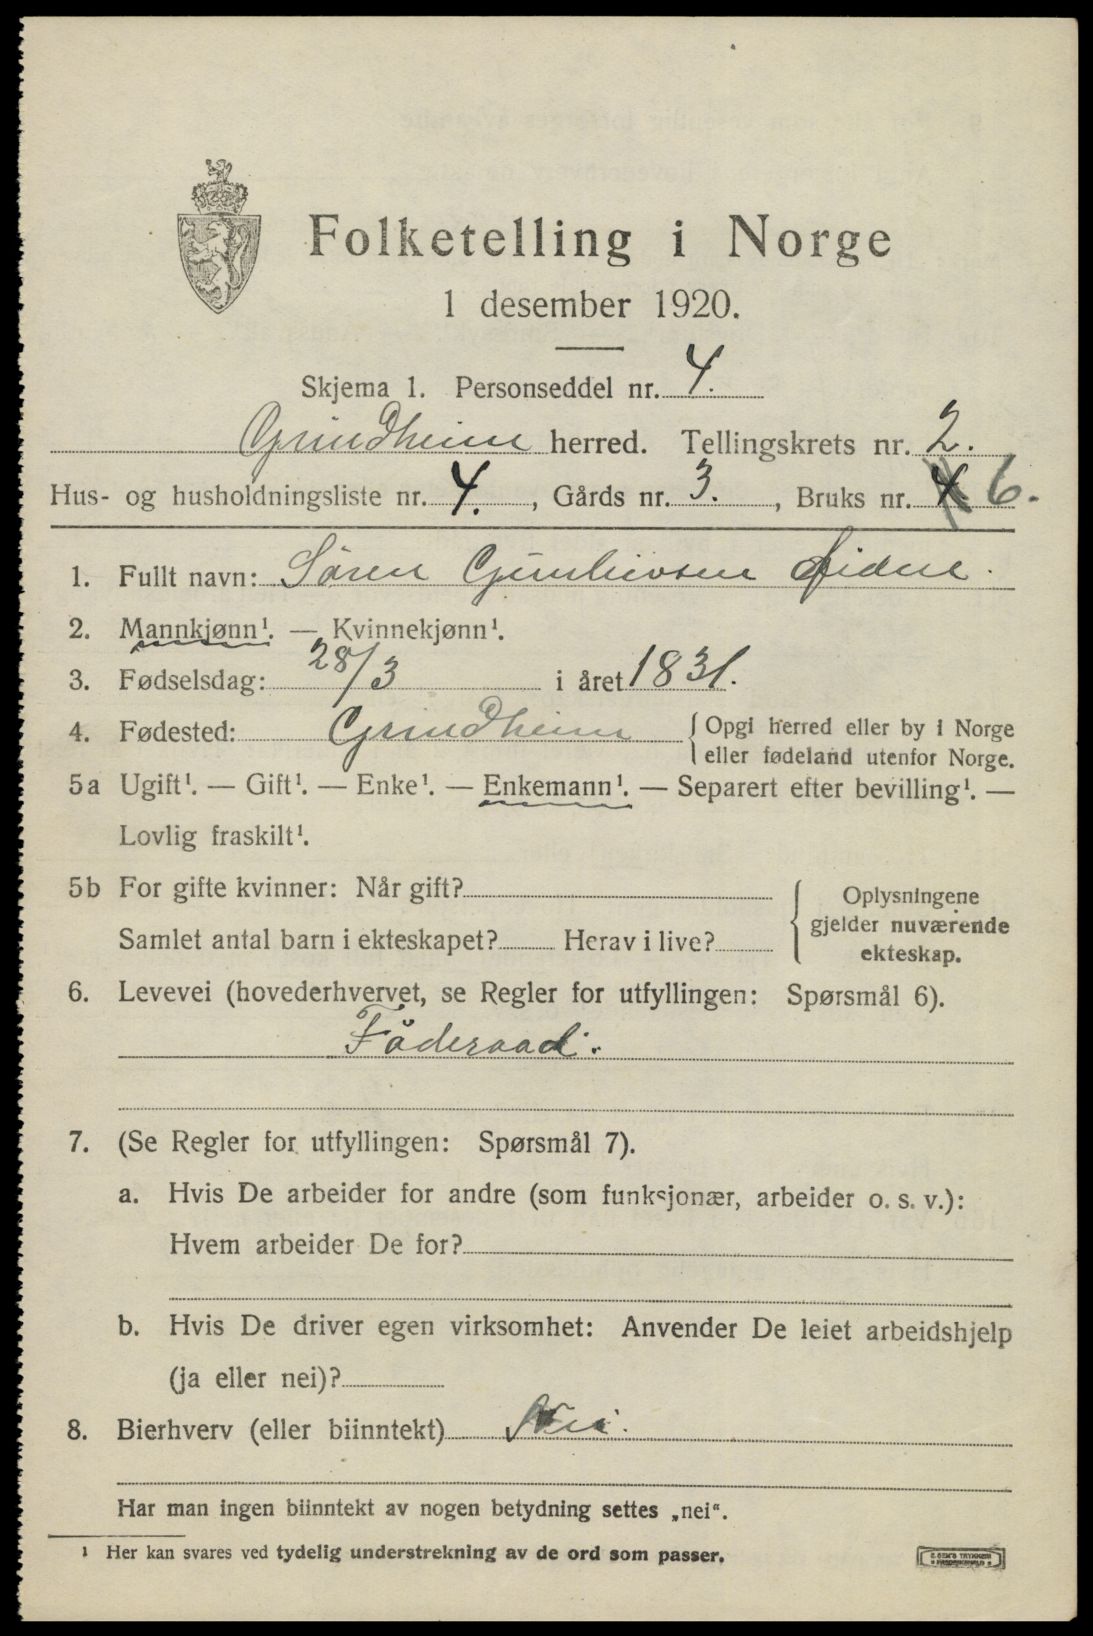 Folketelling i Norge
1 desember 1920.
Skjema 1. Personseddel nr. 4.
Grindheim herred. Tellingskrets nr. 2.
Hus- og husholdningsliste nr. 4. , Gårds nr. 3. , Bruks nr. 4 6.
1. Fullt navn: Sören Gunleivsen Eidne.
2. Mannkjønn¹. — Kvinnekjønn¹.
3. Fødselsdag: 28/3 i året 1831.
4. Fødested: Grindheim { Opgi herred eller by i Norge
eller fødeland utenfor Norge.
5a Ugift¹. — Gift¹. — Enke¹. — Enkemann¹. — Separert efter bevilling¹. —
Lovlig fraskilt¹.
5b For gifte kvinner: Når gift?
Samlet antal barn i ekteskapet? Herav i live?
{ Oplysningene
gjelder nuværende
ekteskap.
6. Levevei (hovederhvervet, se Regler for utfyllingen: Spørsmål 6).
Föderaad.
7. (Se Regler for utfyllingen: Spørsmål 7).
a. Hvis De arbeider for andre (som funksjonær, arbeider o. s. v.):
Hvem arbeider De for?
b. Hvis De driver egen virksomhet: Anvender De leiet arbeidshjelp
(ja eller nei)?
8. Bierhverv (eller biinntekt) Nei.
Har man ingen biinntekt av nogen betydning settes „nei“.
¹ Her kan svares ved tydelig understrekning av de ord som passer.